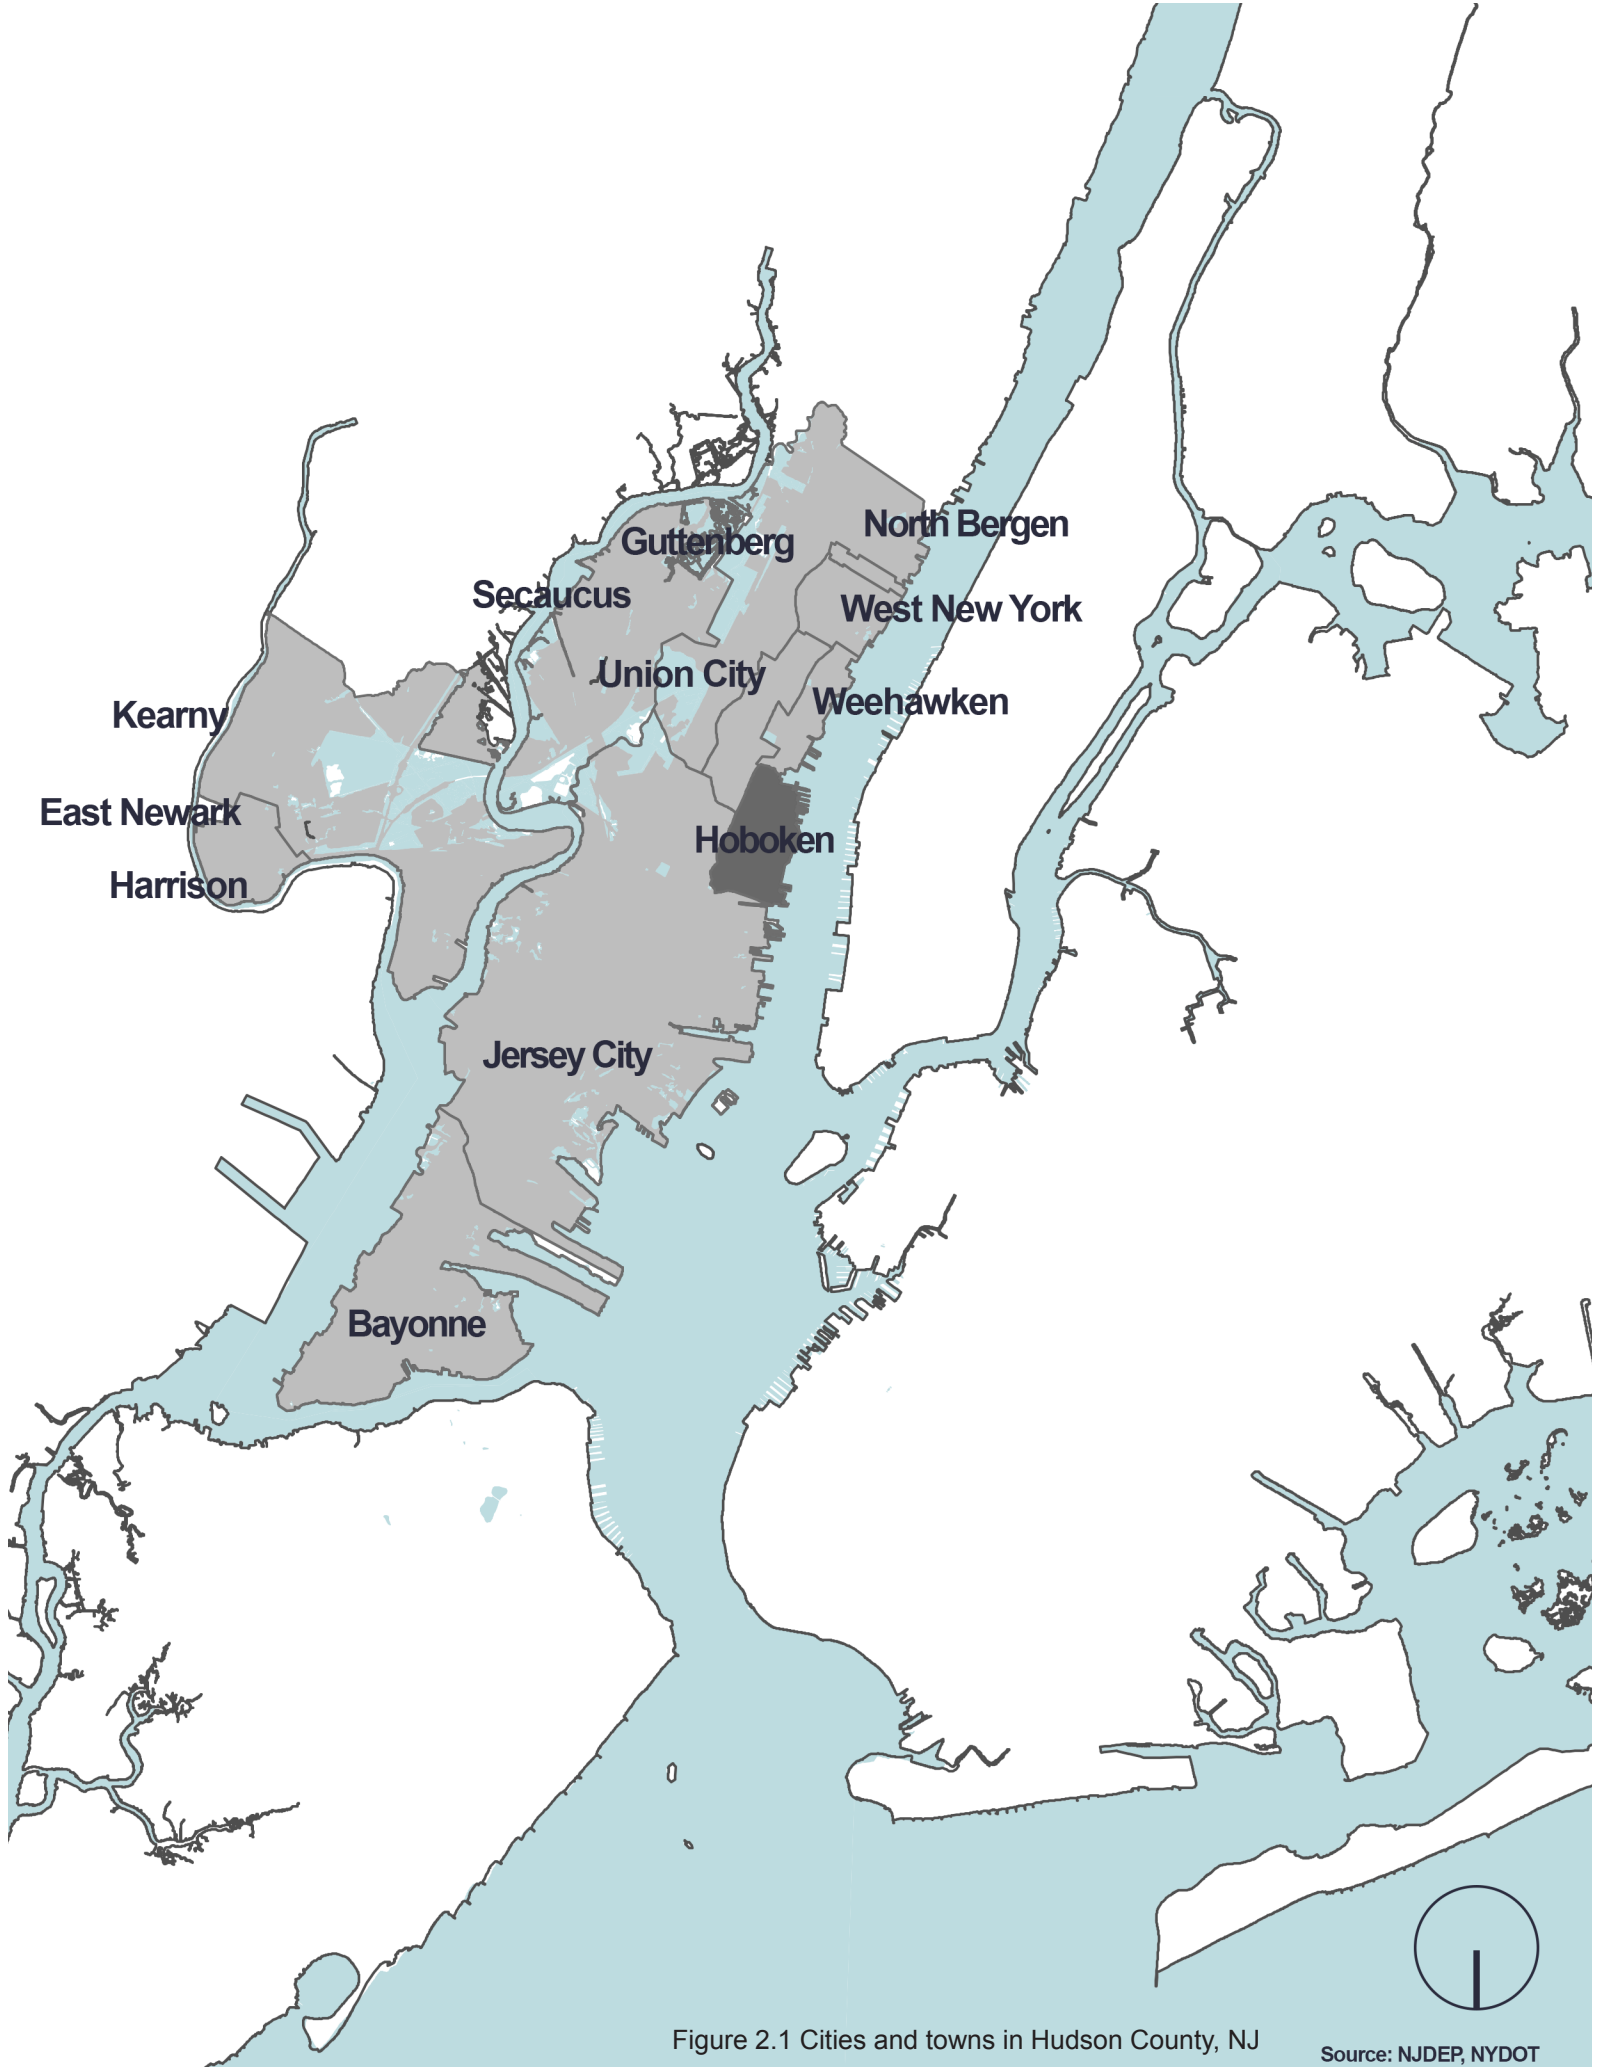 North Bergen
Guttenberg
Secaucus
West New York
Union City
Weehawken
Kearny
East Newark
Hoboken
Harrison
Jersey City
Bayonne
Figure 2.1 Cities and towns in Hudson County, NJ
Source: NJDEP, NYDOT